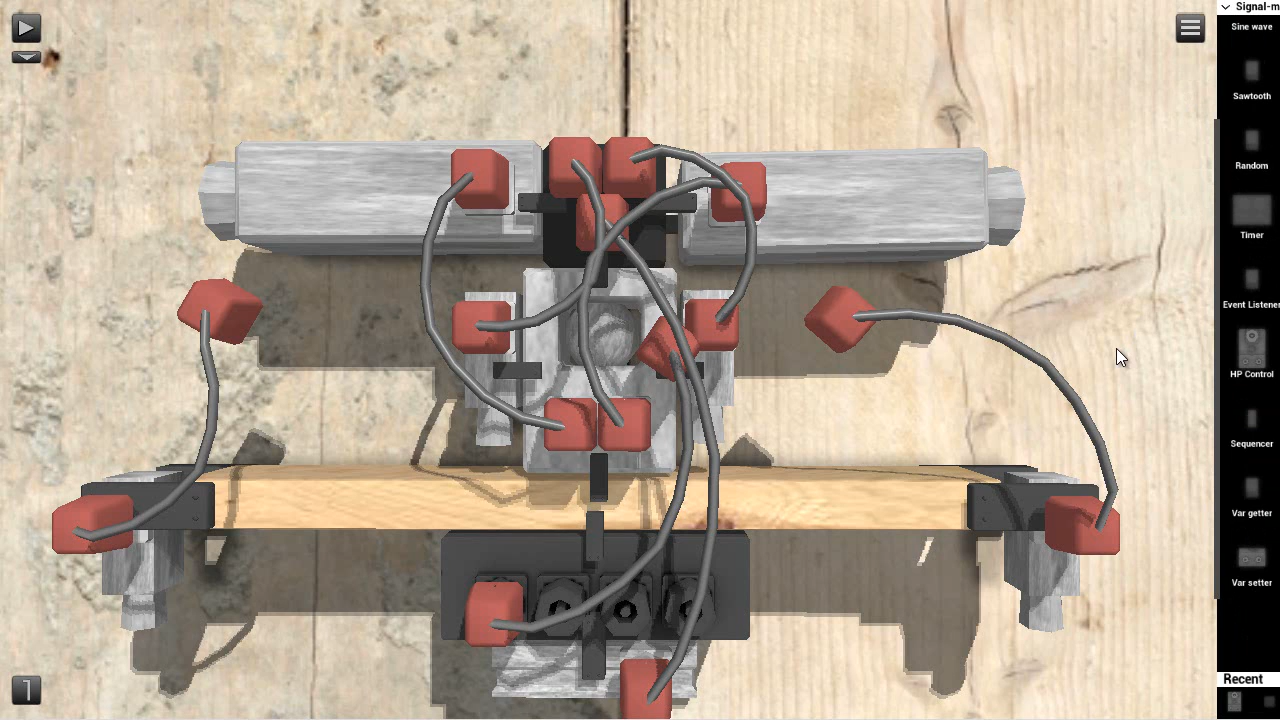 Signal-m
Sine wave
Sawtooth
Random
Timer
Event Listener
HP Control
Sequencer
Var getter
Var setter
Recent